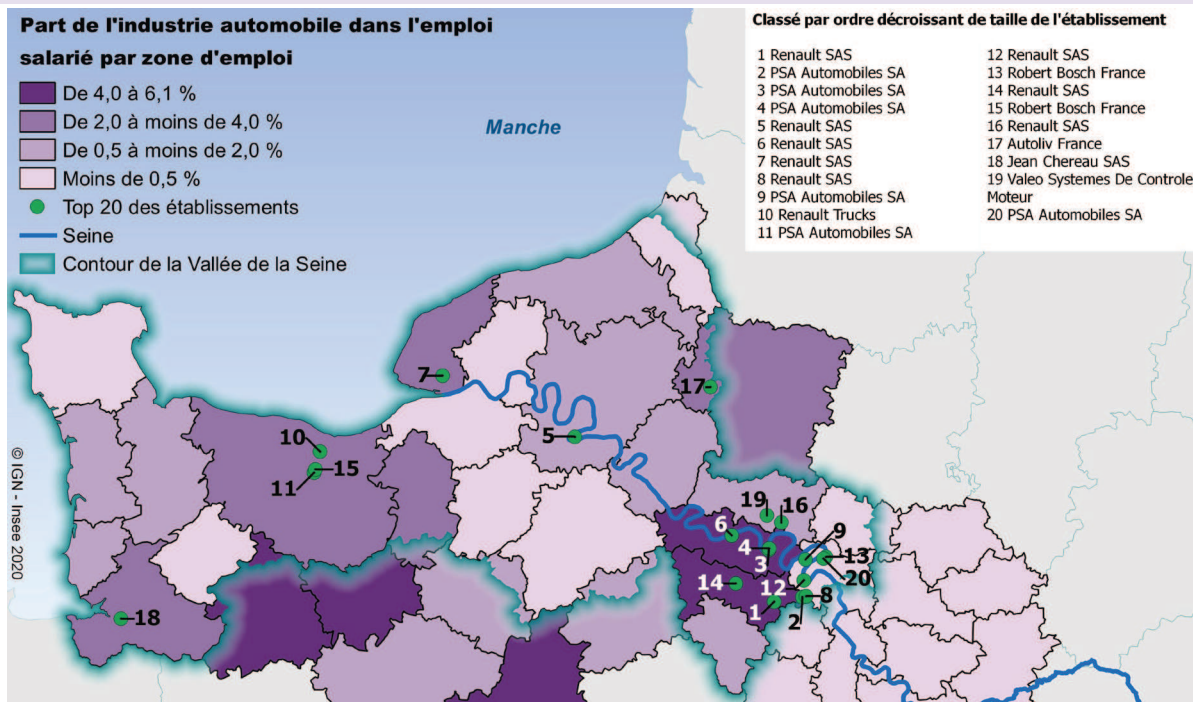 Part de l'industrie automobile dans l'emploi
salarié par zone d'emploi
De 4,0 à 6,1 %
De 2,0 à moins de 4,0 %
De 0,5 à moins de 2,0 %
Moins de 0,5 %
Top 20 des établissements
Seine
Contour de la Vallée de la Seine
Manche
Classé par ordre décroissant de taille de l'établissement
1 Renault SAS
2 PSA Automobiles SA
3 PSA Automobiles SA
4 PSA Automobiles SA
5 Renault SAS
6 Renault SAS
7 Renault SAS
8 Renault SAS
9 PSA Automobiles SA
10 Renault Trucks
11 PSA Automobiles SA
12 Renault SAS
13 Robert Bosch France
14 Renault SAS
15 Robert Bosch France
16 Renault SAS
17 Autoliv France
18 Jean Chereau SAS
19 Valeo Systemes De Controle
Moteur
20 PSA Automobiles SA
7
17
5
10
15
11
19
16
6
9
4
13
3
20
14
12
8
1
2
18
© IGN - Insee 2020